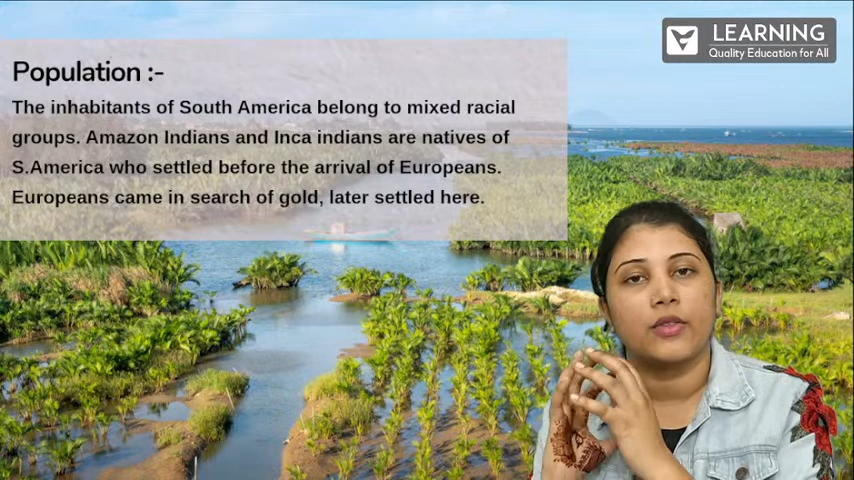 LEARNING
Quality Education for All
Population :-
The inhabitants of South America belong to mixed racial
groups. Amazon Indians and Inca indians are natives of
S.America who settled before the arrival of Europeans.
Europeans came in search of gold, later settled here.